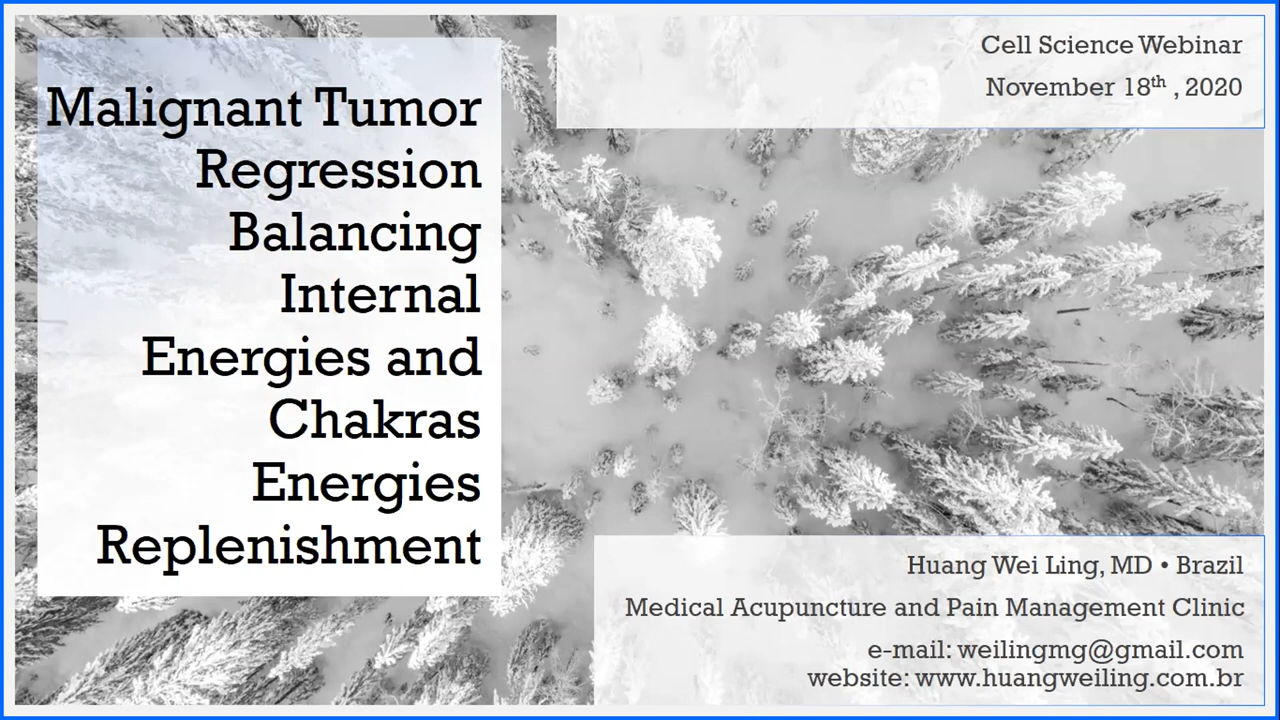 Malignant Tumor
Regression
Balancing
Internal
Energies and
Chakras
Energies
Replenishment
Cell Science Webinar
November 18th , 2020
Huang Wei Ling, MD • Brazil
Medical Acupuncture and Pain Management Clinic
e-mail: weilingmg@gmail.com
website: www.huangweiling.com.br